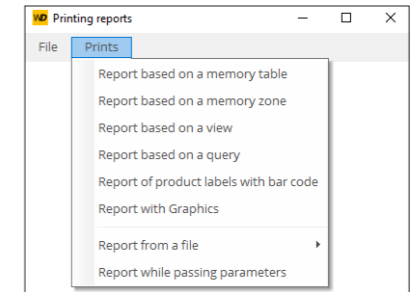 WD Printing reports
File Prints
Report based on a memory table
Report based on a memory zone
Report based on a view
Report based on a query
Report of product labels with bar code
Report with Graphics
Report from a file
Report while passing parameters